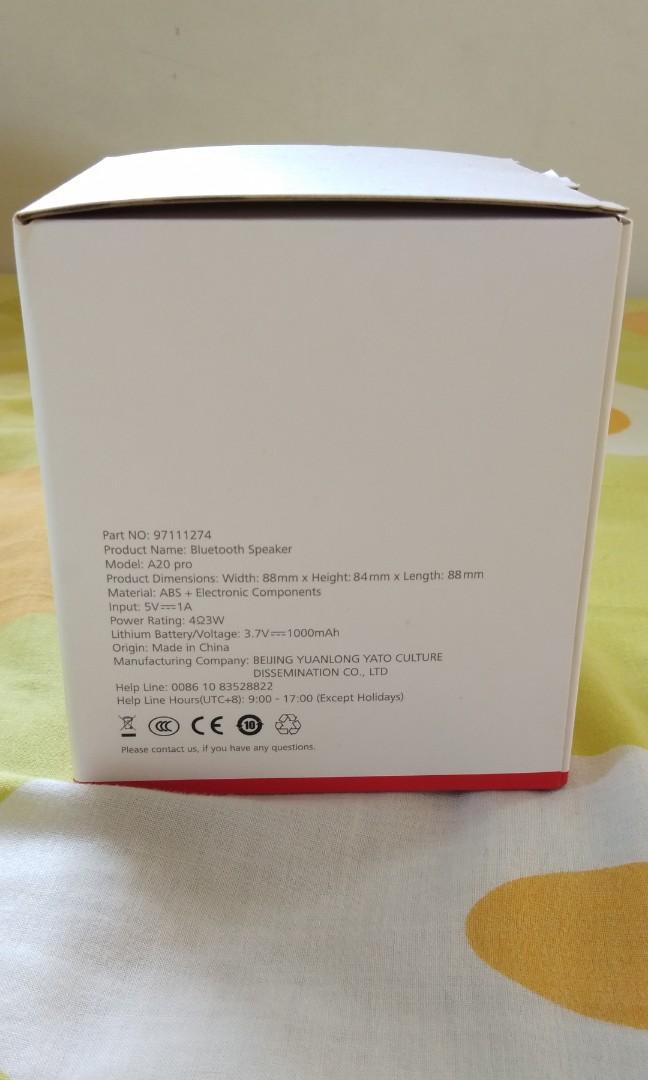 Part NO: 97111274
Product Name: Bluetooth Speaker
Model: A20 pro
Product Dimensions: Width: 88mm x Height: 84mm x Length: 88mm
Material: ABS + Electronic Components
Input: 5V⎓1A
Power Rating: 4Ω3W
Lithium Battery/Voltage: 3.7V⎓1000mAh
Origin: Made in China
Manufacturing Company: BEIJING YUANLONG YATO CULTURE
DISSEMINATION CO., LTD
Help Line: 0086 10 83528822
Help Line Hours(UTC+8): 9:00 - 17:00 (Except Holidays)
CCC CE 10
Please contact us, if you have any questions.